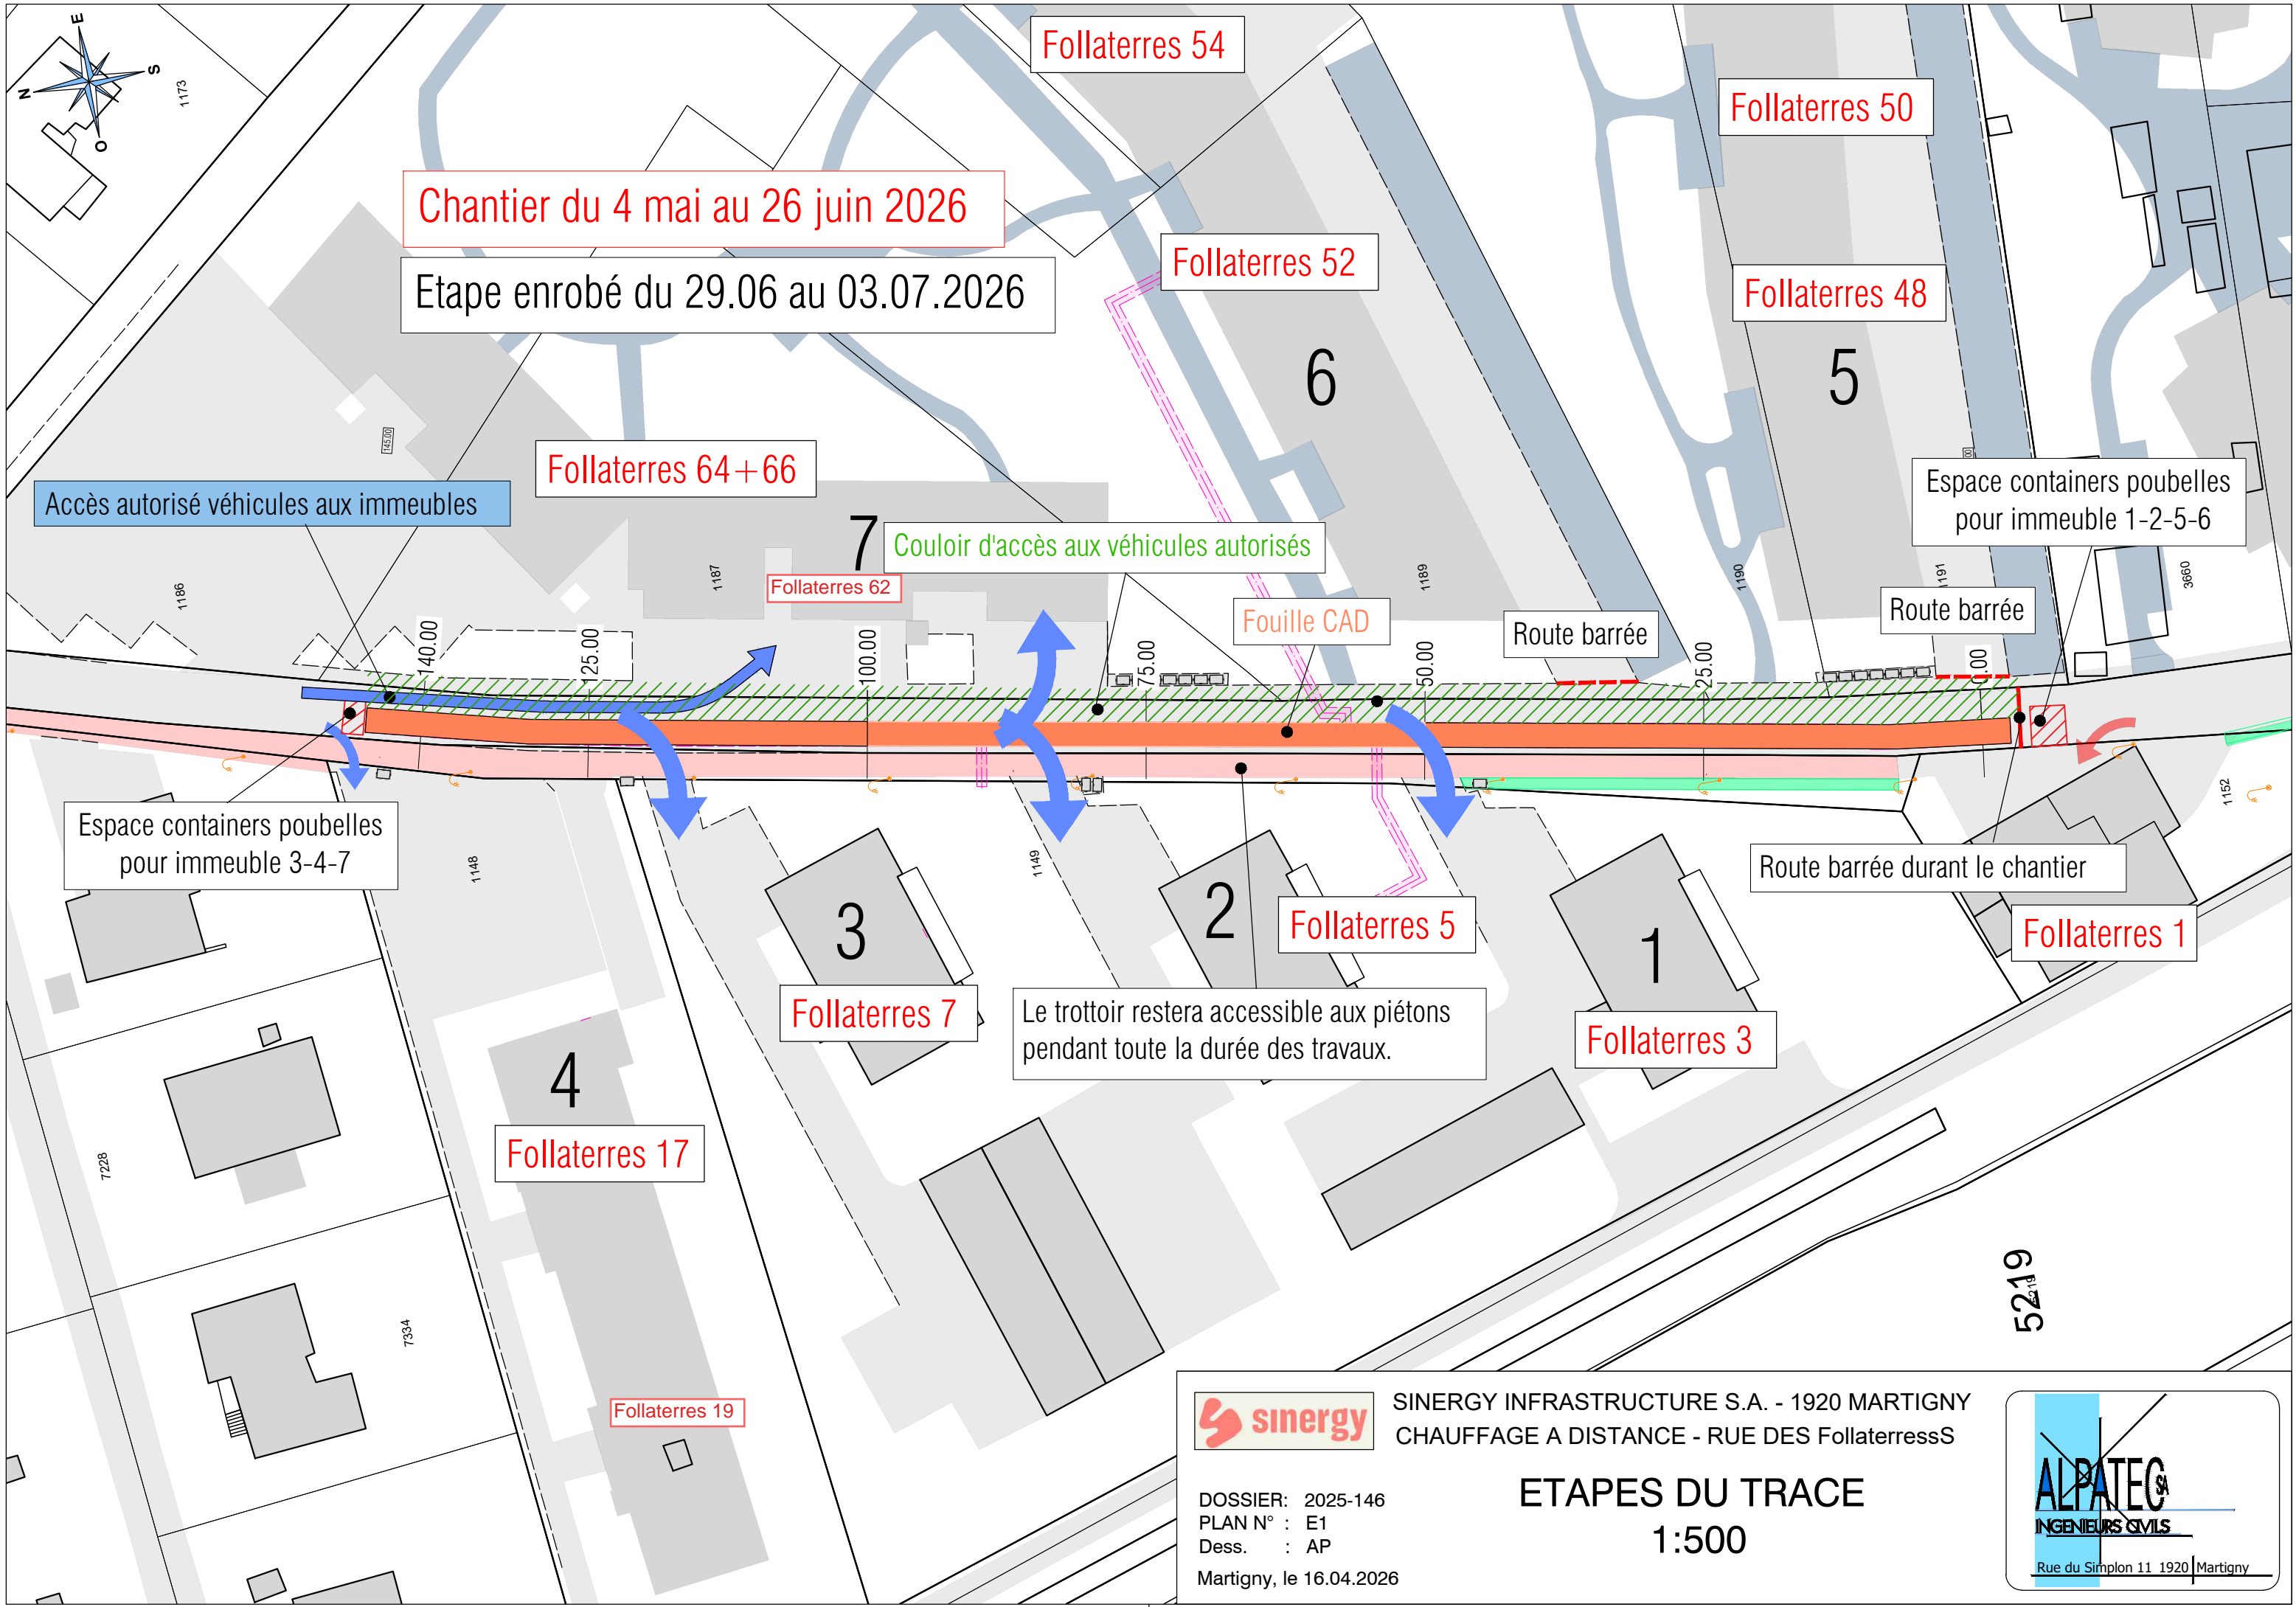 E
S
N
O
1173
Follaterres 54
Follaterres 50
Chantier du 4 mai au 26 juin 2026
Etape enrobé du 29.06 au 03.07.2026
Follaterres 52
Follaterres 48
6
5
145.00
Follaterres 64+66
Accès autorisé véhicules aux immeubles
Espace containers poubelles
pour immeuble 1-2-5-6
7
Couloir d'accès aux véhicules autorisés
1186
1187
Follaterres 62
1189
1190
1191
3660
Fouille CAD
Route barrée
Route barrée
140.00
125.00
100.00
75.00
50.00
25.00
0.00
Espace containers poubelles
pour immeuble 3-4-7
1148
1149
1152
Route barrée durant le chantier
3
2
1
Follaterres 5
Follaterres 1
Follaterres 7
Le trottoir restera accessible aux piétons
pendant toute la durée des travaux.
Follaterres 3
4
Follaterres 17
7228
7334
5219
5219
Follaterres 19
sinergy
SINERGY INFRASTRUCTURE S.A. - 1920 MARTIGNY
CHAUFFAGE A DISTANCE - RUE DES FollaterressS
ETAPES DU TRACE
1:500
DOSSIER: 2025-146
PLAN N° : E1
Dess. : AP
Martigny, le 16.04.2026
ALPATEC SA
INGENIEURS CIVILS
Rue du Simplon 11 1920 Martigny